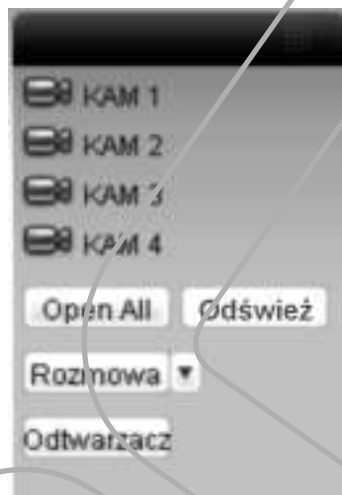 KAM 1
KAM 2
KAM 3
KAM 4
Open All Odśwież
Rozmowa
Odtwarzacz